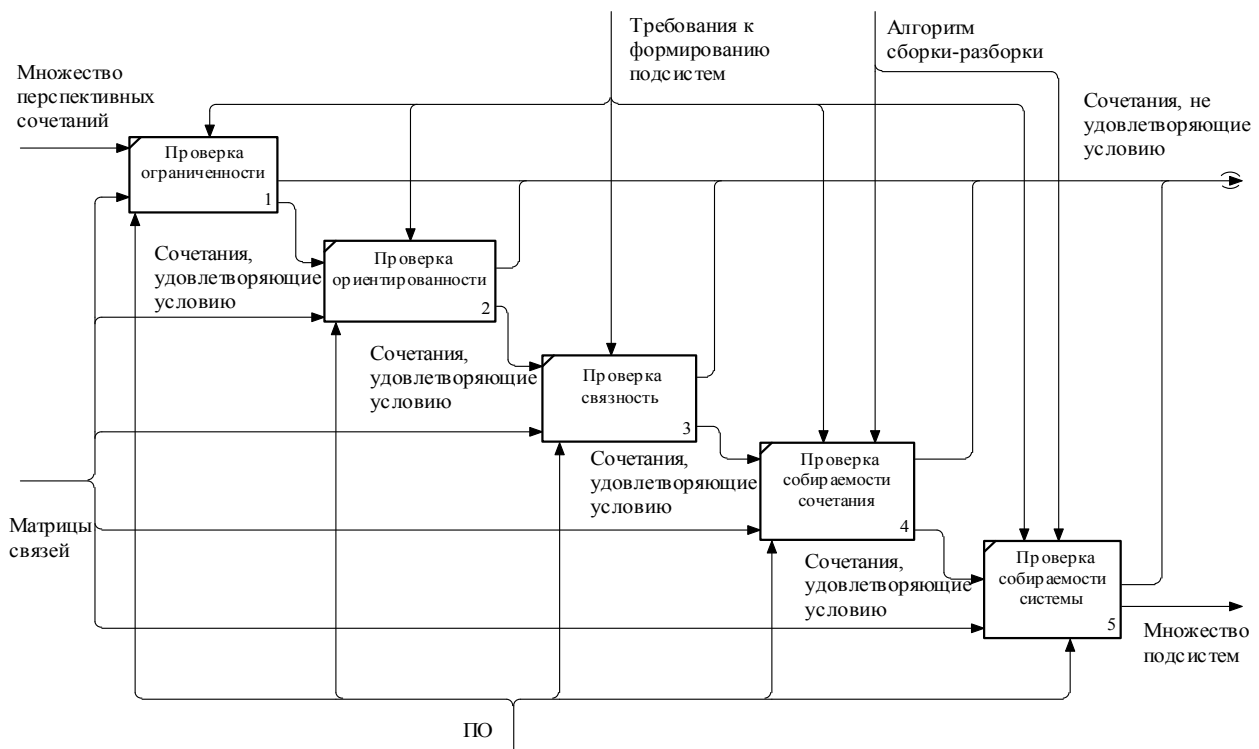 Требования к
формированию
подсистем
Алгоритм
сборки-разборки
Множество
перспективных
сочетаний
Сочетания, не
удовлетворяющие
условию
Проверка
ограниченности
1
Сочетания,
удовлетворяющие
условию
Проверка
ориентированности
2
Сочетания,
удовлетворяющие
условию
Проверка
связность
3
Сочетания,
удовлетворяющие
условию
Проверка
собираемости
сочетания
4
Матрицы
связей
Сочетания,
удовлетворяющие
условию
Проверка
собираемости
системы
5
Множество
подсистем
ПО